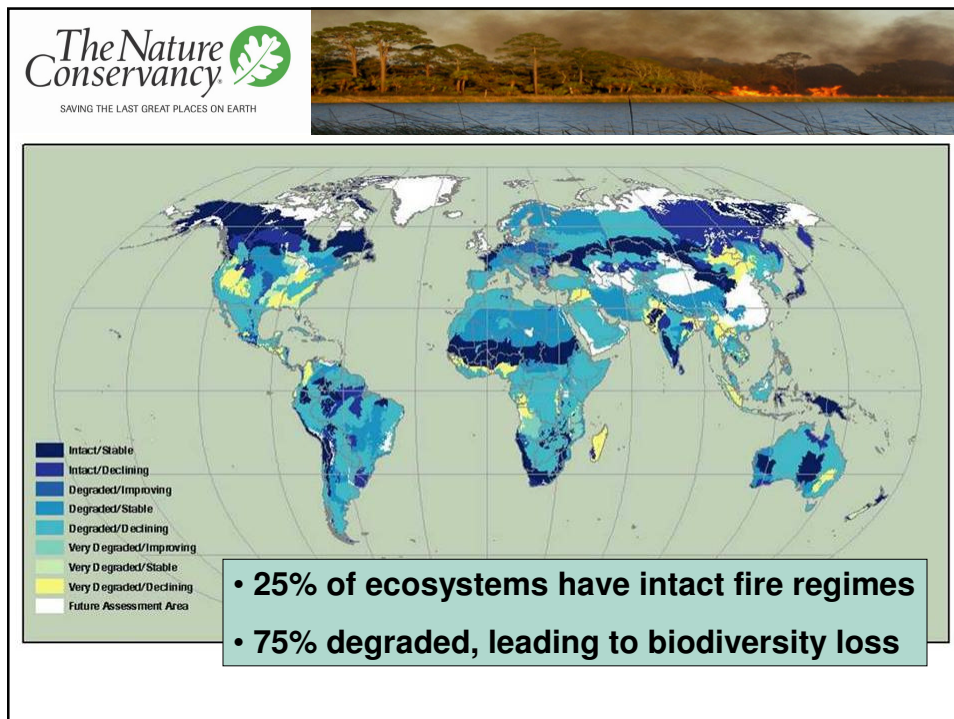 The Nature
Conservancy®
SAVING THE LAST GREAT PLACES ON EARTH
Intact/Stable
Intact/Declining
Degraded/Improving
Degraded/Stable
Degraded/Declining
Very Degraded/Improving
Very Degraded/Stable
Very Degraded/Declining
Future Assessment Area
• 25% of ecosystems have intact fire regimes
• 75% degraded, leading to biodiversity loss